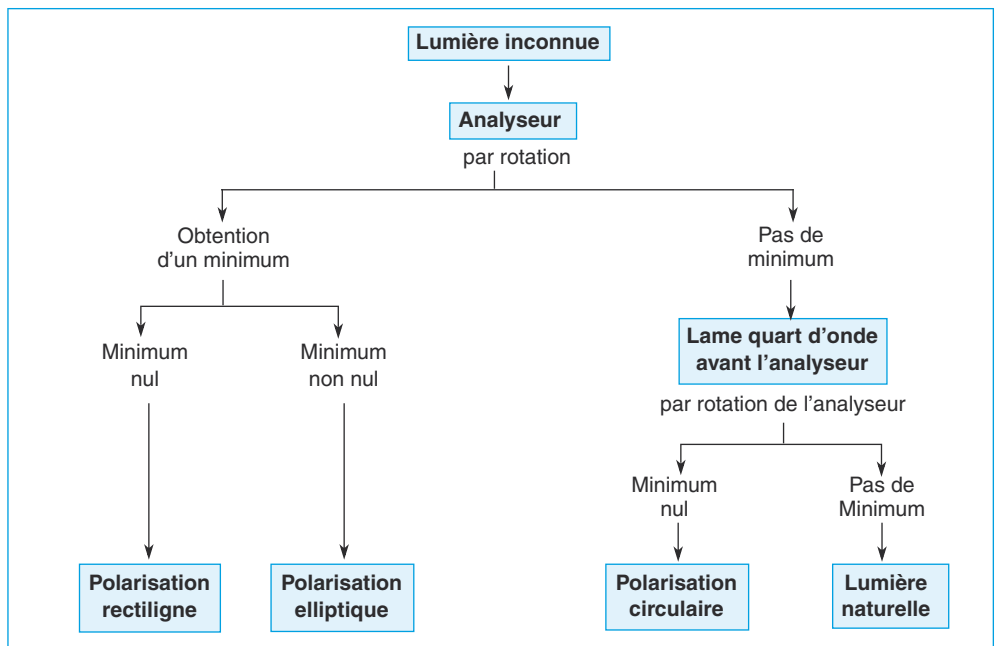 Lumière inconnue
Analyseur
par rotation
Obtention
d'un minimum
Pas de
minimum
Minimum
nul
Minimum
non nul
Lame quart d'onde
avant l'analyseur
par rotation de l'analyseur
Minimum
nul
Pas de
Minimum
Polarisation
rectiligne
Polarisation
elliptique
Polarisation
circulaire
Lumière
naturelle